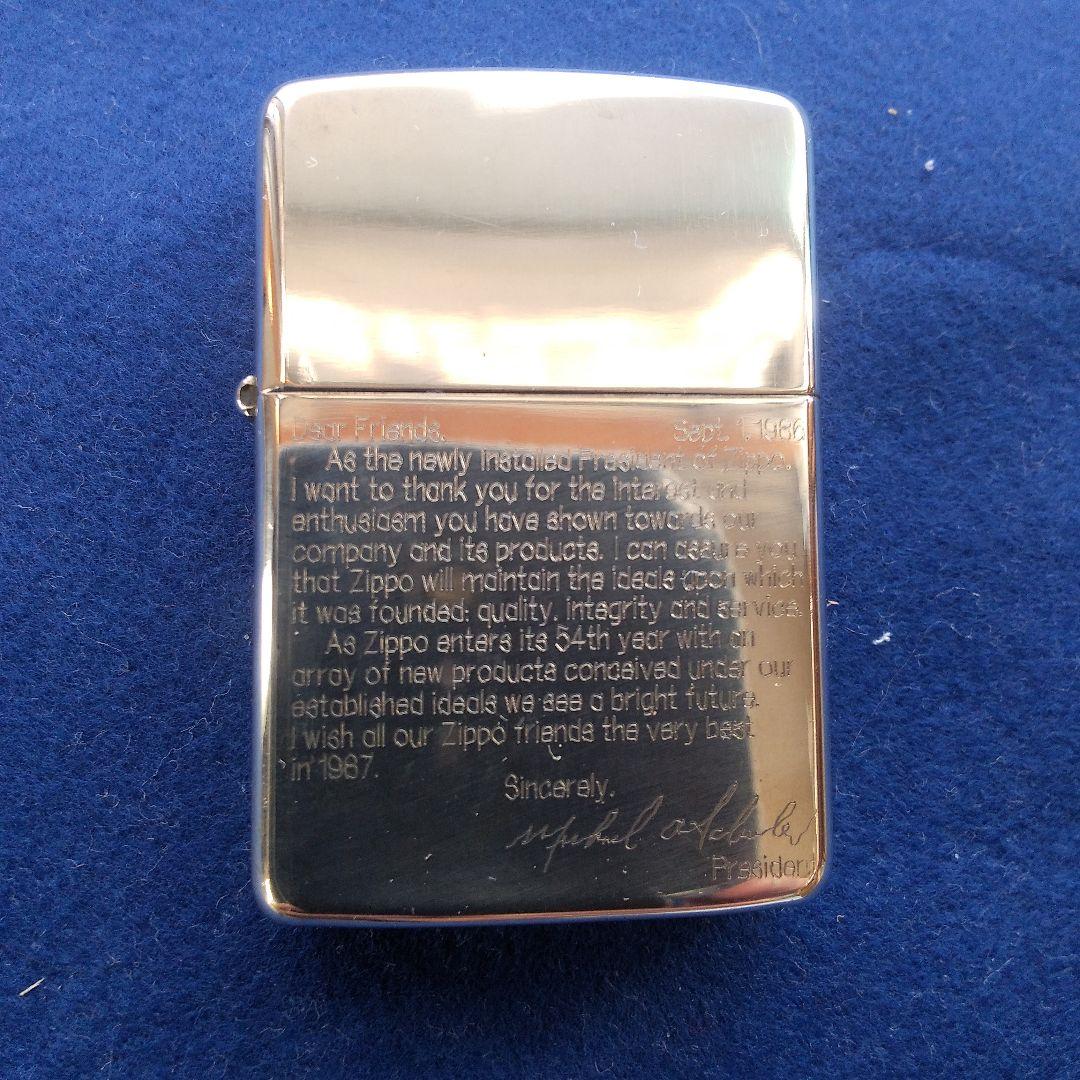 Dear Friends, Sept. 1, 1986
As the newly installed President of Zippo,
I want to thank you for the interest and
enthusiasm you have shown towards our
company and its products. I can assure you
that Zippo will maintain the ideals upon which
it was founded: quality, integrity and service.
As Zippo enters its 54th year with an
array of new products conceived under our
established ideals we see a bright future.
I wish all our Zippo friends the very best
in 1987.
Sincerely,
President